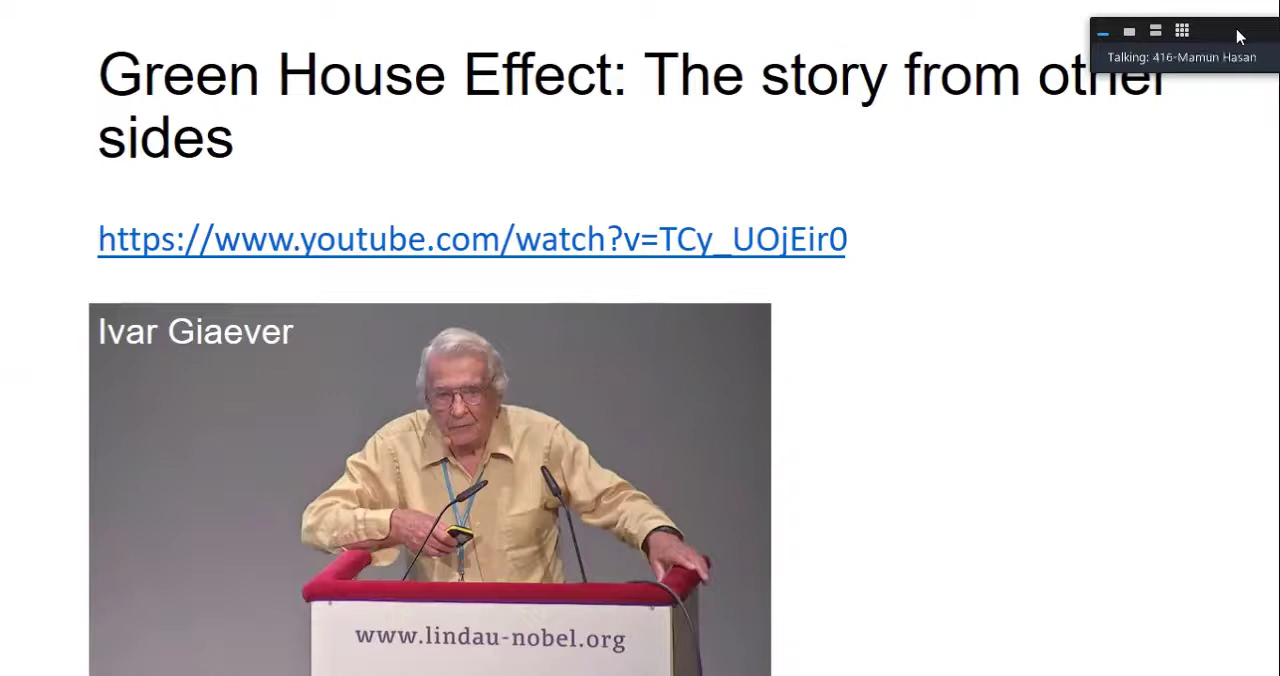 Green House Effect: The story from other
sides
Talking: 416-Mamun Hasan
https://www.youtube.com/watch?v=TCy_UOjEir0
Ivar Giaever
www.lindau-nobel.org